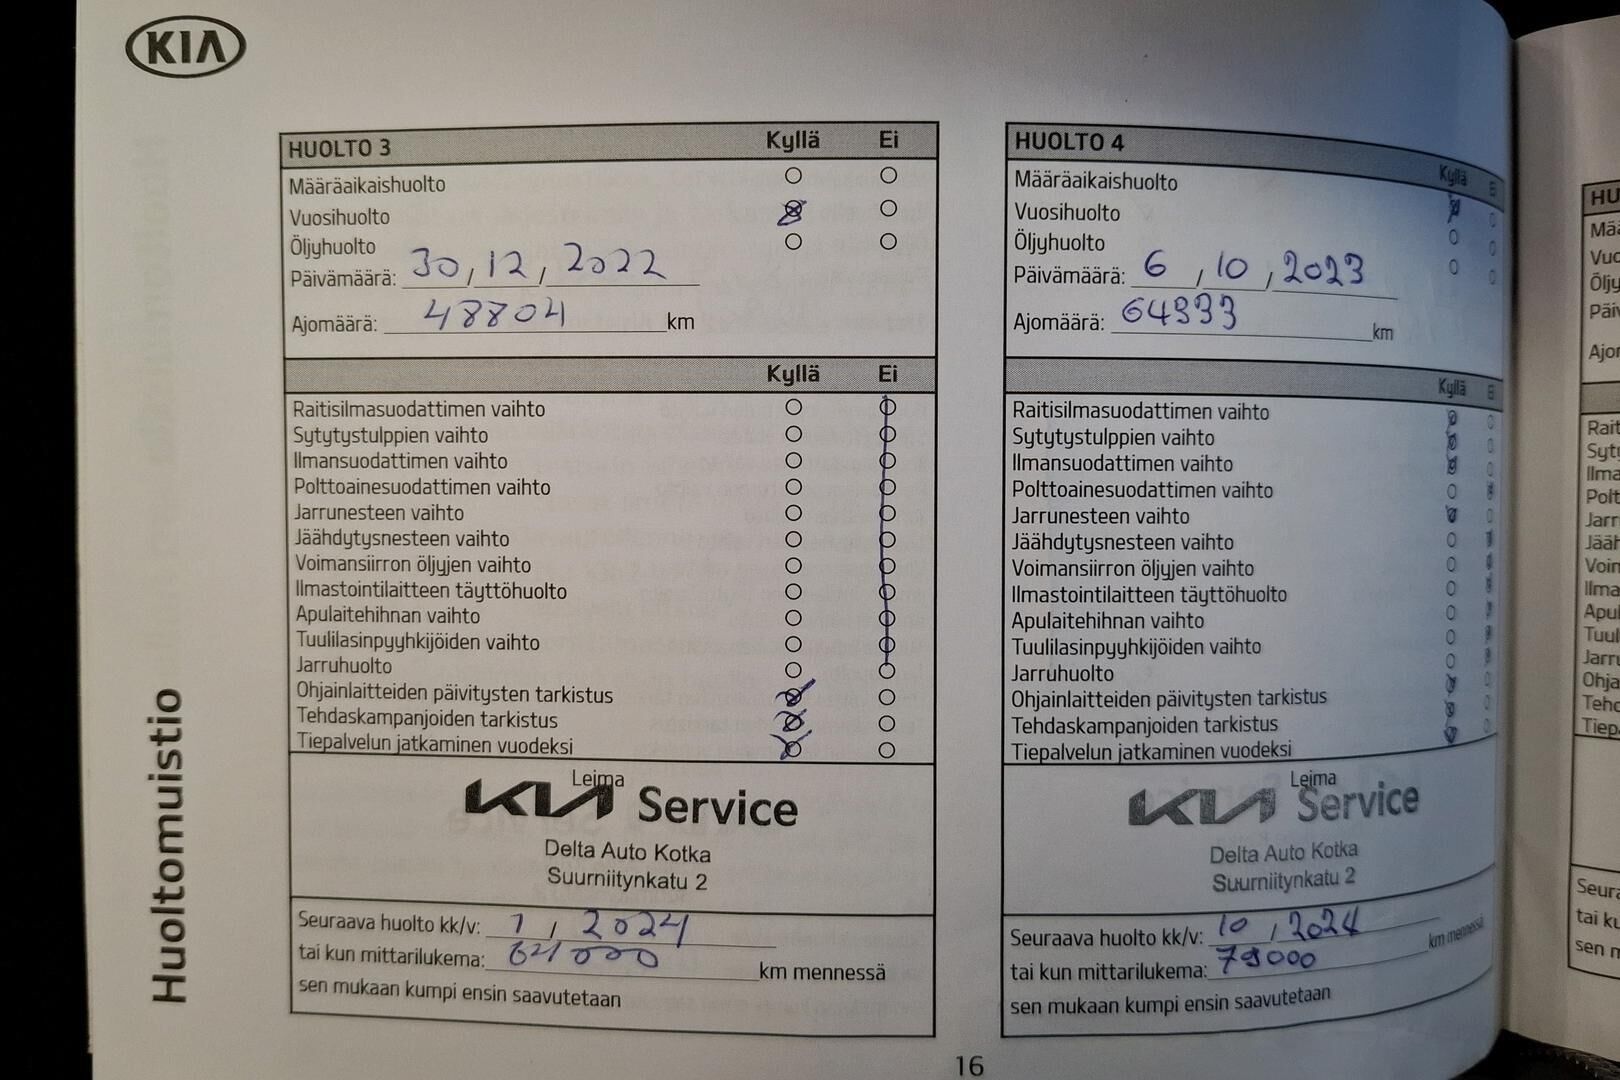 KIA
Huoltomuistio
HUOLTO 3 Kyllä Ei
Määräaikaishuolto
Vuosihuolto
Öljyhuolto
Päivämäärä: 30, 12, 2022
Ajomäärä: 48804 km
Kyllä Ei
Raitisilmasuodattimen vaihto
Sytytystulppien vaihto
Ilmansuodattimen vaihto
Polttoainesuodattimen vaihto
Jarrunesteen vaihto
Jäähdytysnesteen vaihto
Voimansiirron öljyjen vaihto
Ilmastointilaitteen täyttöhuolto
Apulaitehihnan vaihto
Tuulilasinpyyhkijöiden vaihto
Jarruhuolto
Ohjainlaitteiden päivitysten tarkistus
Tehdaskampanjoiden tarkistus
Tiepalvelun jatkaminen vuodeksi
Leima
KIA Service
Delta Auto Kotka
Suurniitynkatu 2
Seuraava huolto kk/v: 1 / 2024
tai kun mittarilukema: 64000 km mennessä
sen mukaan kumpi ensin saavutetaan
HUOLTO 4 Kyllä Ei
Määräaikaishuolto
Vuosihuolto
Öljyhuolto
Päivämäärä: 6 , 10 , 2023
Ajomäärä: km
Kyllä Ei
Raitisilmasuodattimen vaihto
Sytytystulppien vaihto
Ilmansuodattimen vaihto
Polttoainesuodattimen vaihto
Jarrunesteen vaihto
Jäähdytysnesteen vaihto
Voimansiirron öljyjen vaihto
Ilmastointilaitteen täyttöhuolto
Apulaitehihnan vaihto
Tuulilasinpyyhkijöiden vaihto
Jarruhuolto
Ohjainlaitteiden päivitysten tarkistus
Tehdaskampanjoiden tarkistus
Tiepalvelun jatkaminen vuodeksi
Leima
KIA Service
Delta Auto Kotka
Suurniitynkatu 2
Seuraava huolto kk/v: 10 , 2024
tai kun mittarilukema: 79000 km mennessä
sen mukaan kumpi ensin saavutetaan
16